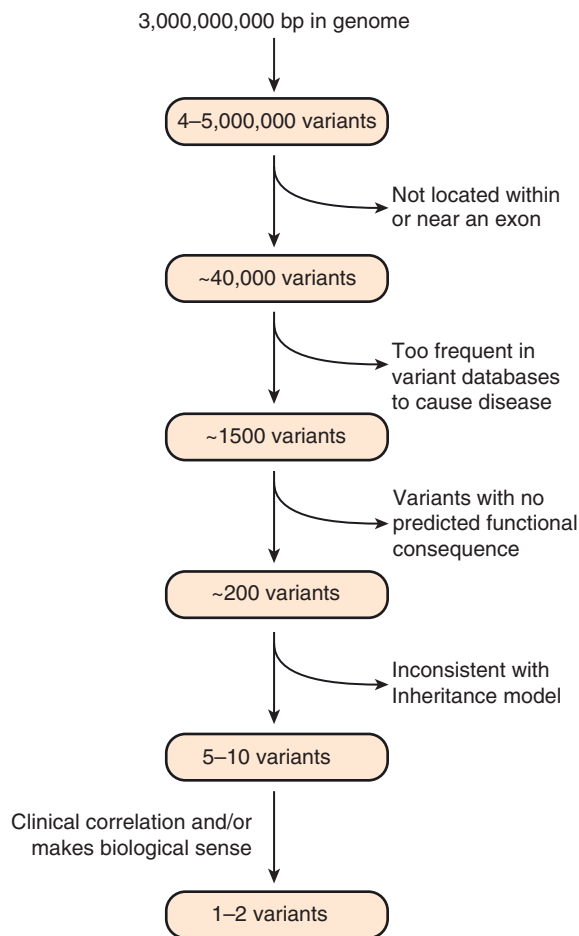 3,000,000,000 bp in genome
4–5,000,000 variants
Not located within
or near an exon
~40,000 variants
Too frequent in
variant databases
to cause disease
~1500 variants
Variants with no
predicted functional
consequence
~200 variants
Inconsistent with
Inheritance model
5–10 variants
Clinical correlation and/or
makes biological sense
1–2 variants